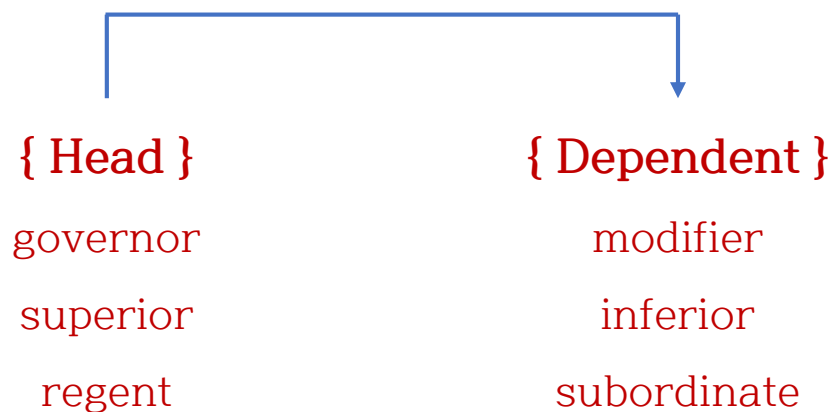 { Head } { Dependent }
governor modifier
superior inferior
regent subordinate